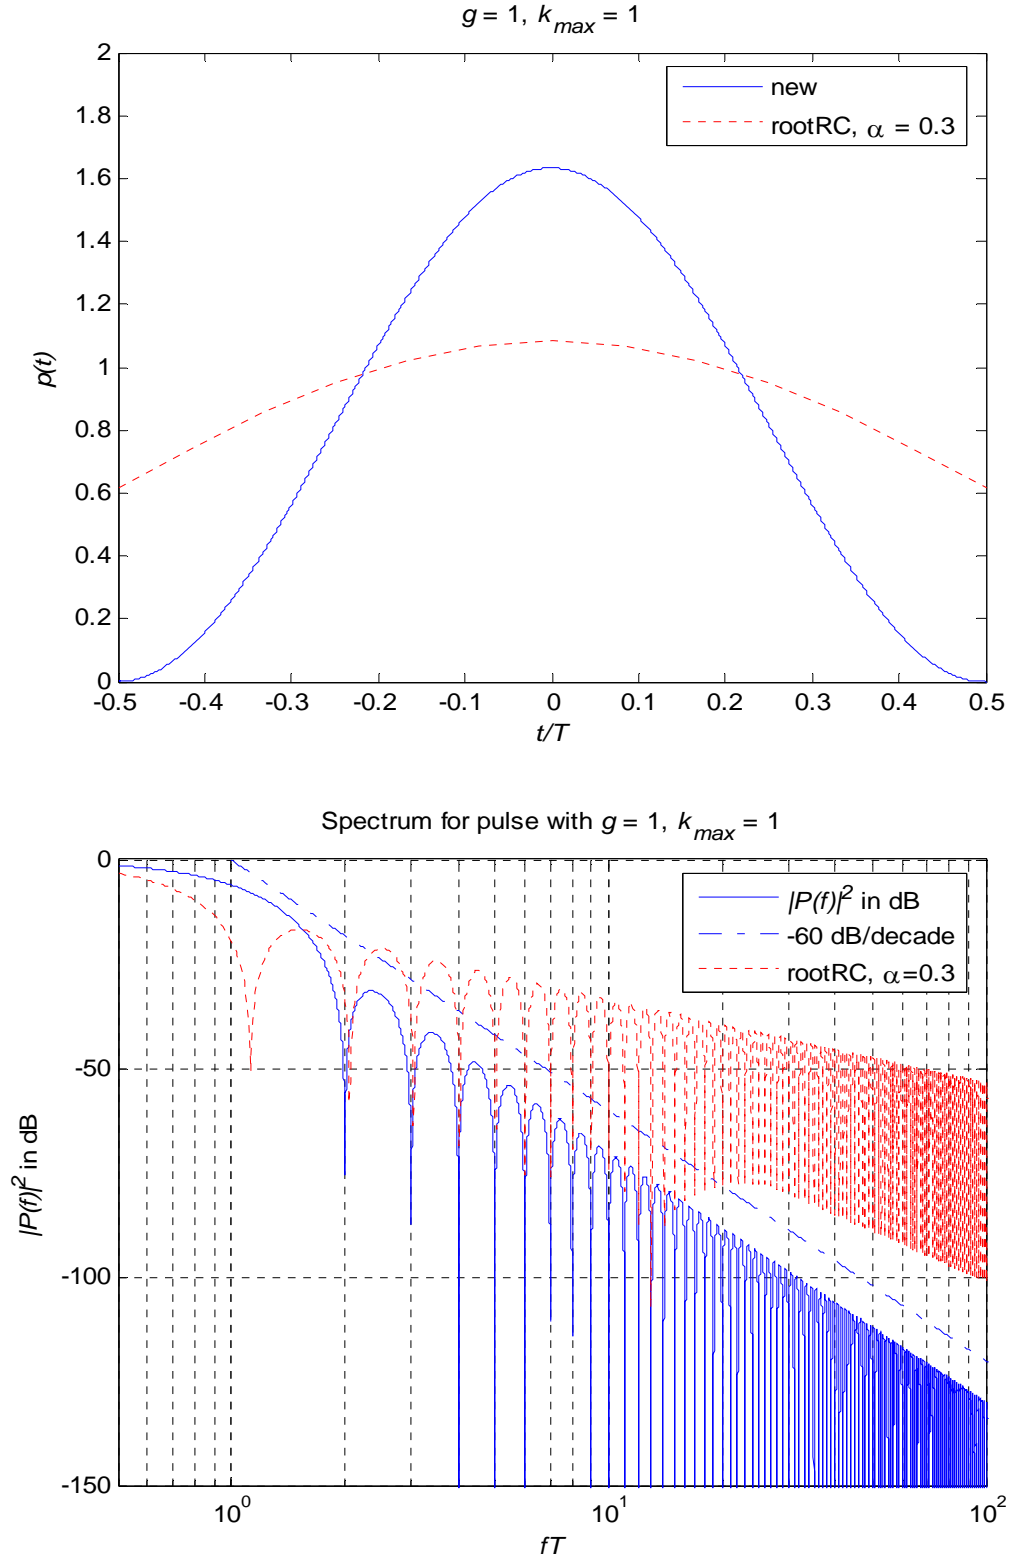 g = 1, k_max = 1
2
1.8
1.6
1.4
1.2
1
0.8
0.6
0.4
0.2
0
p(t)
new
rootRC, α = 0.3
-0.5 -0.4 -0.3 -0.2 -0.1 0 0.1 0.2 0.3 0.4 0.5
t/T
Spectrum for pulse with g = 1, k_max = 1
0
-50
-100
-150
|P(f)|² in dB
|P(f)|² in dB
-60 dB/decade
rootRC, α=0.3
10⁰ 10¹ 10²
fT